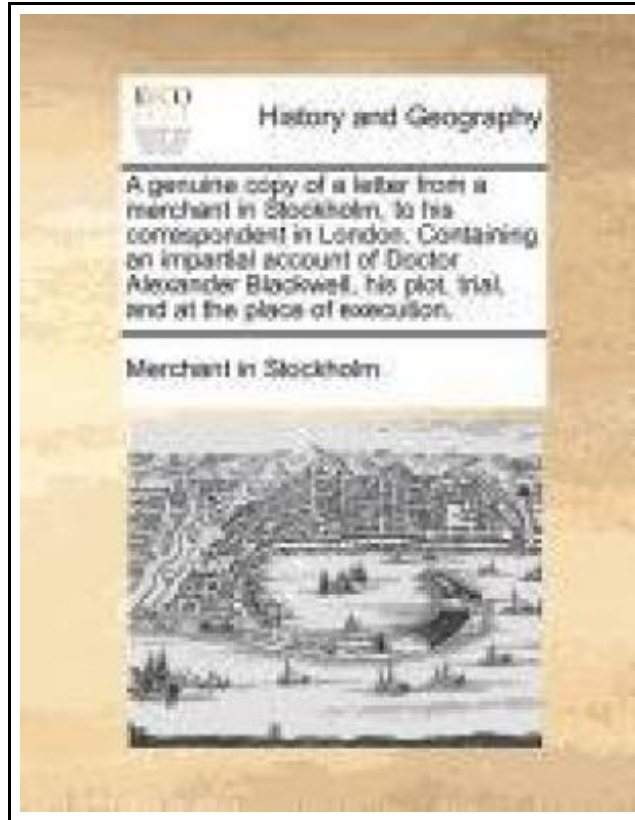 ECCO
History and Geography
A genuine copy of a letter from a
merchant in Stockholm, to his
correspondent in London. Containing
an impartial account of Doctor
Alexander Blackwell, his plot, trial,
and at the place of execution.
Merchant in Stockholm